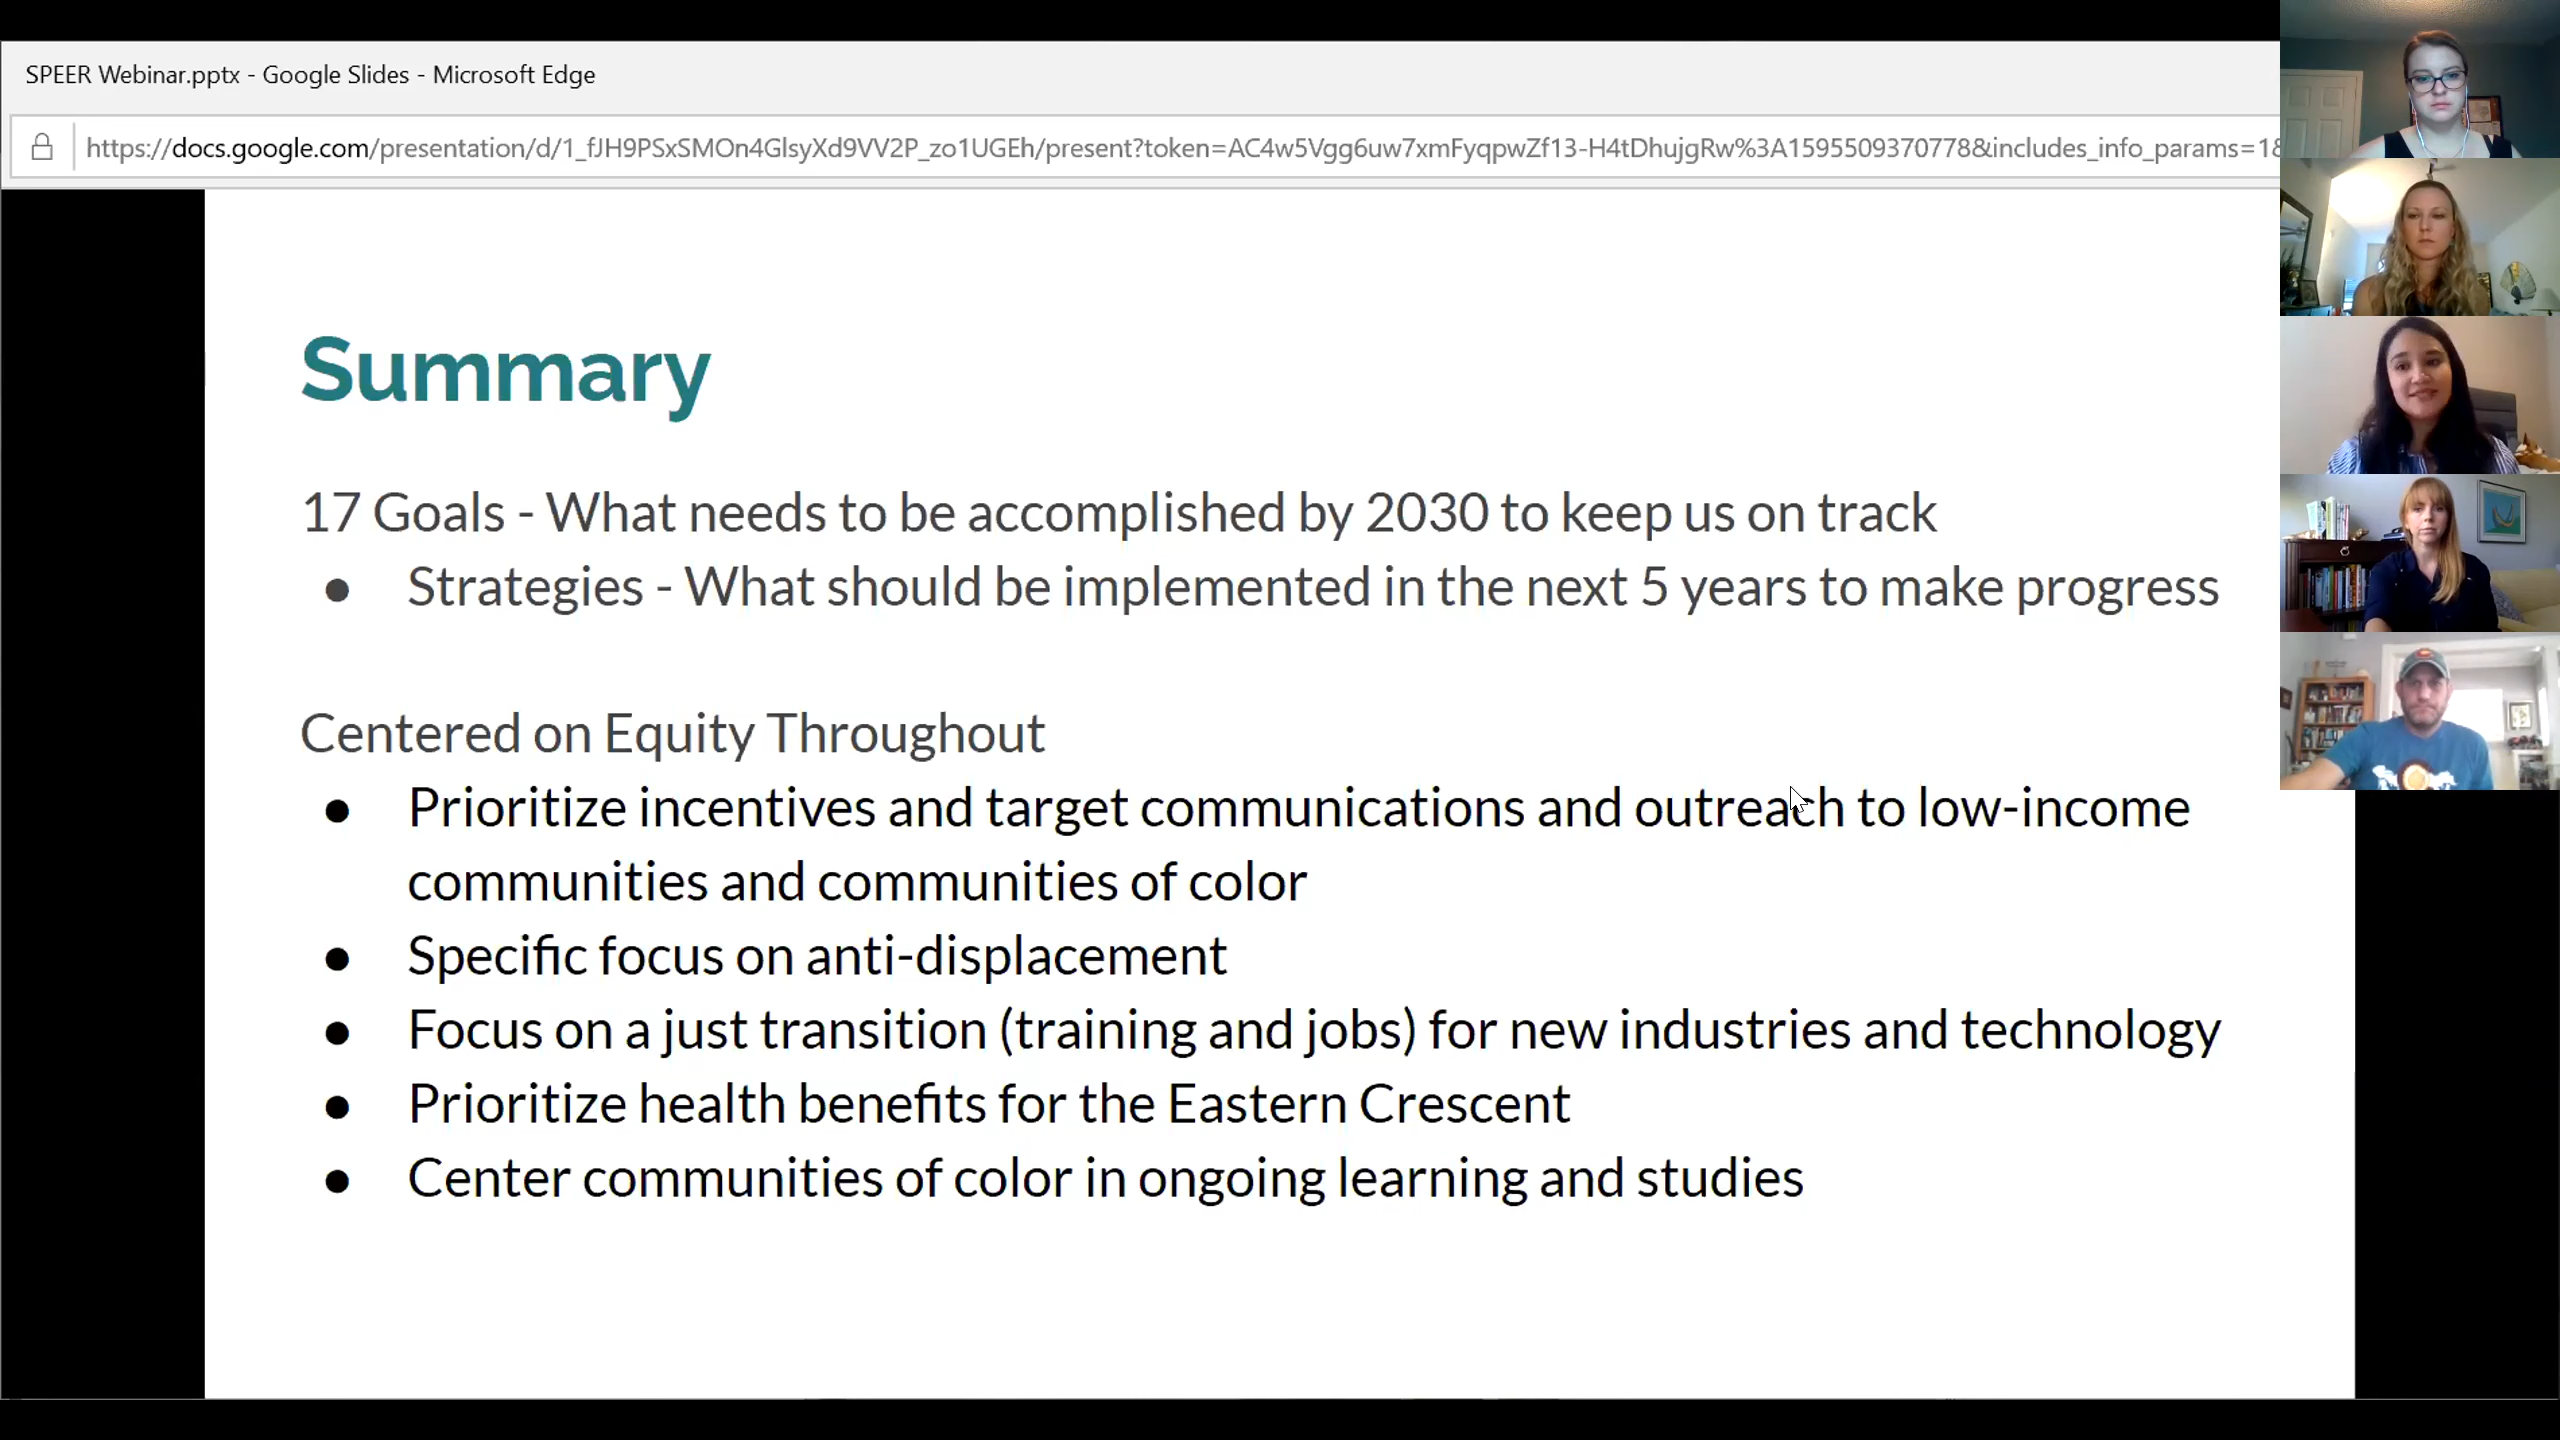 SPEER Webinar.pptx - Google Slides - Microsoft Edge
https://docs.google.com/presentation/d/1_fJH9PSxSMOn4GlsyXd9VV2P_zo1UGEh/present?token=AC4w5Vgg6uw7xmFyqpwZf13-H4tDhujgRw%3A1595509370778&includes_info_params=1&
Summary
17 Goals - What needs to be accomplished by 2030 to keep us on track
● Strategies - What should be implemented in the next 5 years to make progress
Centered on Equity Throughout
● Prioritize incentives and target communications and outreach to low-income
communities and communities of color
● Specific focus on anti-displacement
● Focus on a just transition (training and jobs) for new industries and technology
● Prioritize health benefits for the Eastern Crescent
● Center communities of color in ongoing learning and studies